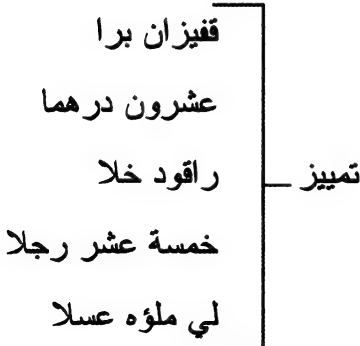 قفيزان برا
عشرون درهما
راقود خلا
تمييز
خمسة عشر رجلا
لي ملؤه عسلا